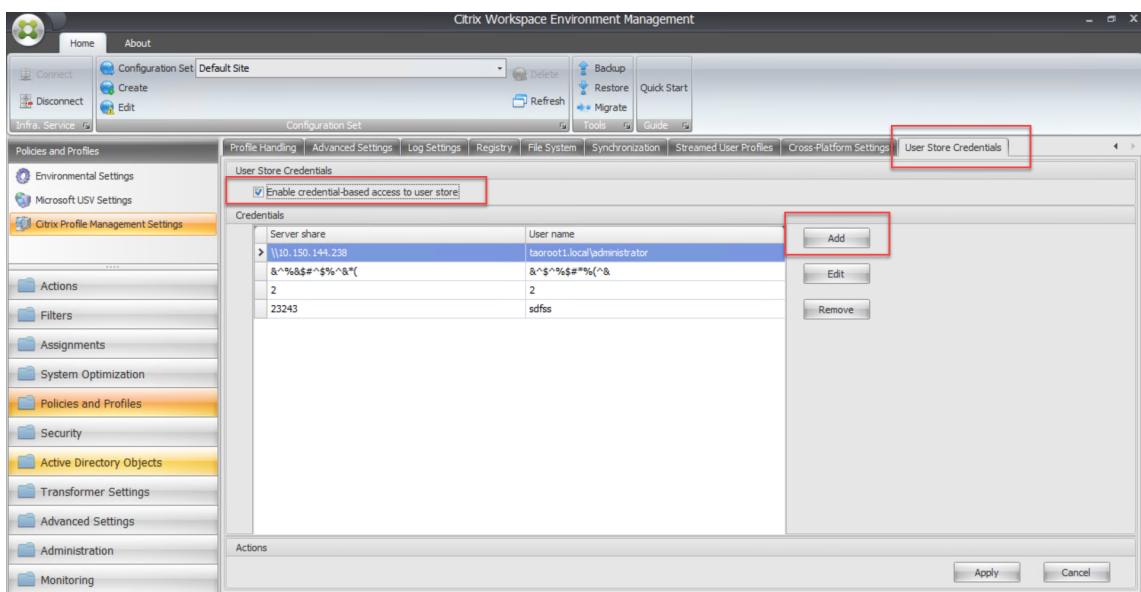 Citrix Workspace Environment Management
Home About
Connect
Disconnect
Infra. Service
Configuration Set Default Site
Create
Edit
Delete
Refresh
Configuration Set
Backup
Restore
Migrate
Tools
Quick Start
Guide
Policies and Profiles
Environmental Settings
Microsoft USV Settings
Citrix Profile Management Settings
Actions
Filters
Assignments
System Optimization
Policies and Profiles
Security
Active Directory Objects
Transformer Settings
Advanced Settings
Administration
Monitoring
Profile Handling Advanced Settings Log Settings Registry File System Synchronization Streamed User Profiles Cross-Platform Settings User Store Credentials
User Store Credentials
Enable credential-based access to user store
Credentials
Server share User name
\\10.150.144.238 taoroot1.local\administrator
&^%&$#^$%^&*( &^$^%$#*%(^&
2 2
23243 sdfss
Add
Edit
Remove
Actions
Apply Cancel